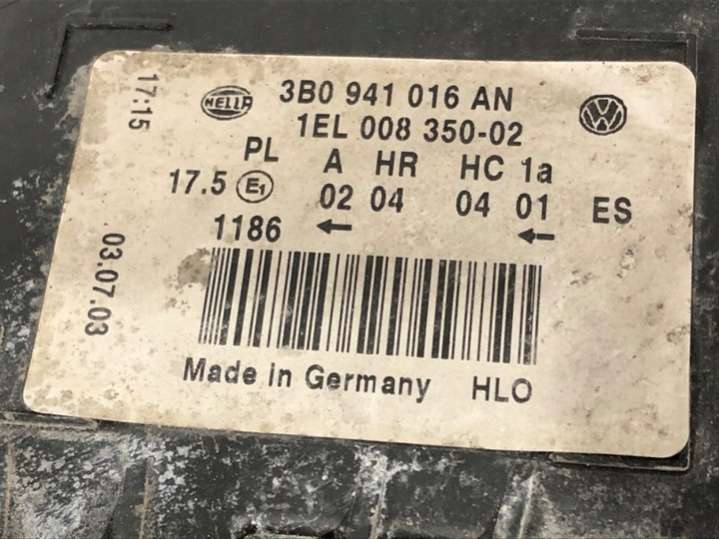 HELLA 3B0 941 016 AN
1EL 008 350-02
PL A HR HC 1a
17.5 E1 02 04 04 01 ES
1186 ← ←
Made in Germany HLO
17:15
03.07.03